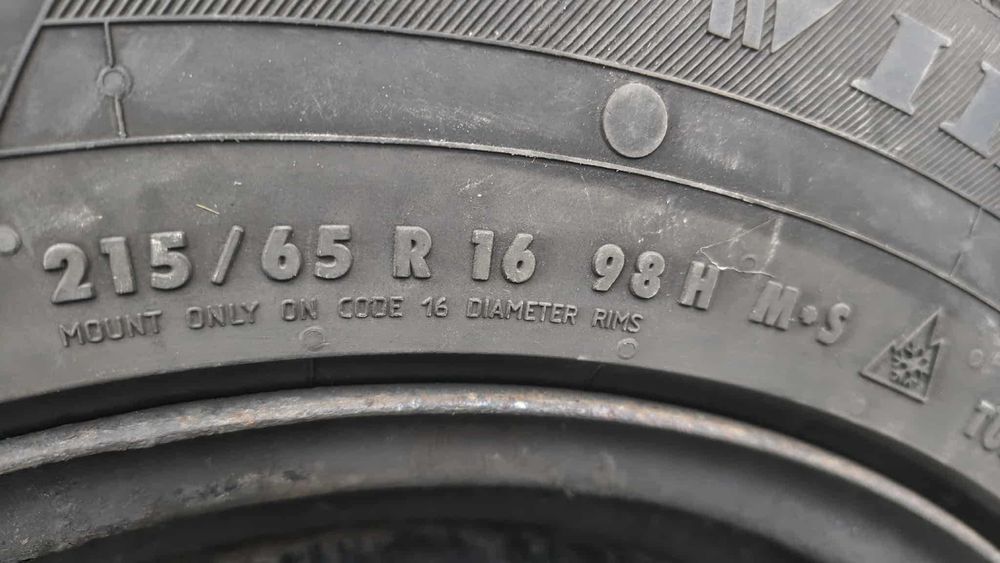 215/65 R 16 98 H M•S
MOUNT ONLY ON CODE 16 DIAMETER RIMS